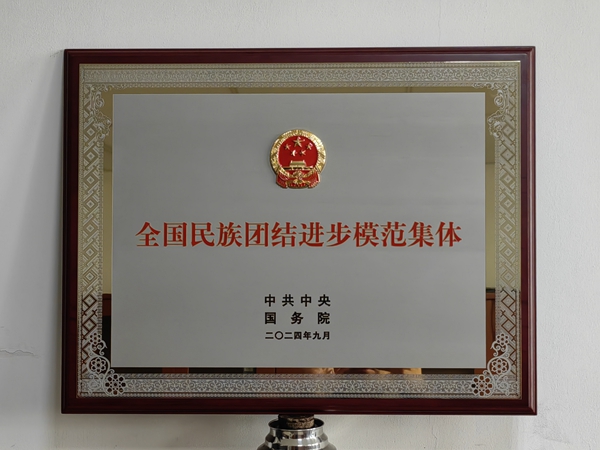 全国民族团结进步模范集体
中共中央
国务院
二〇二四年九月